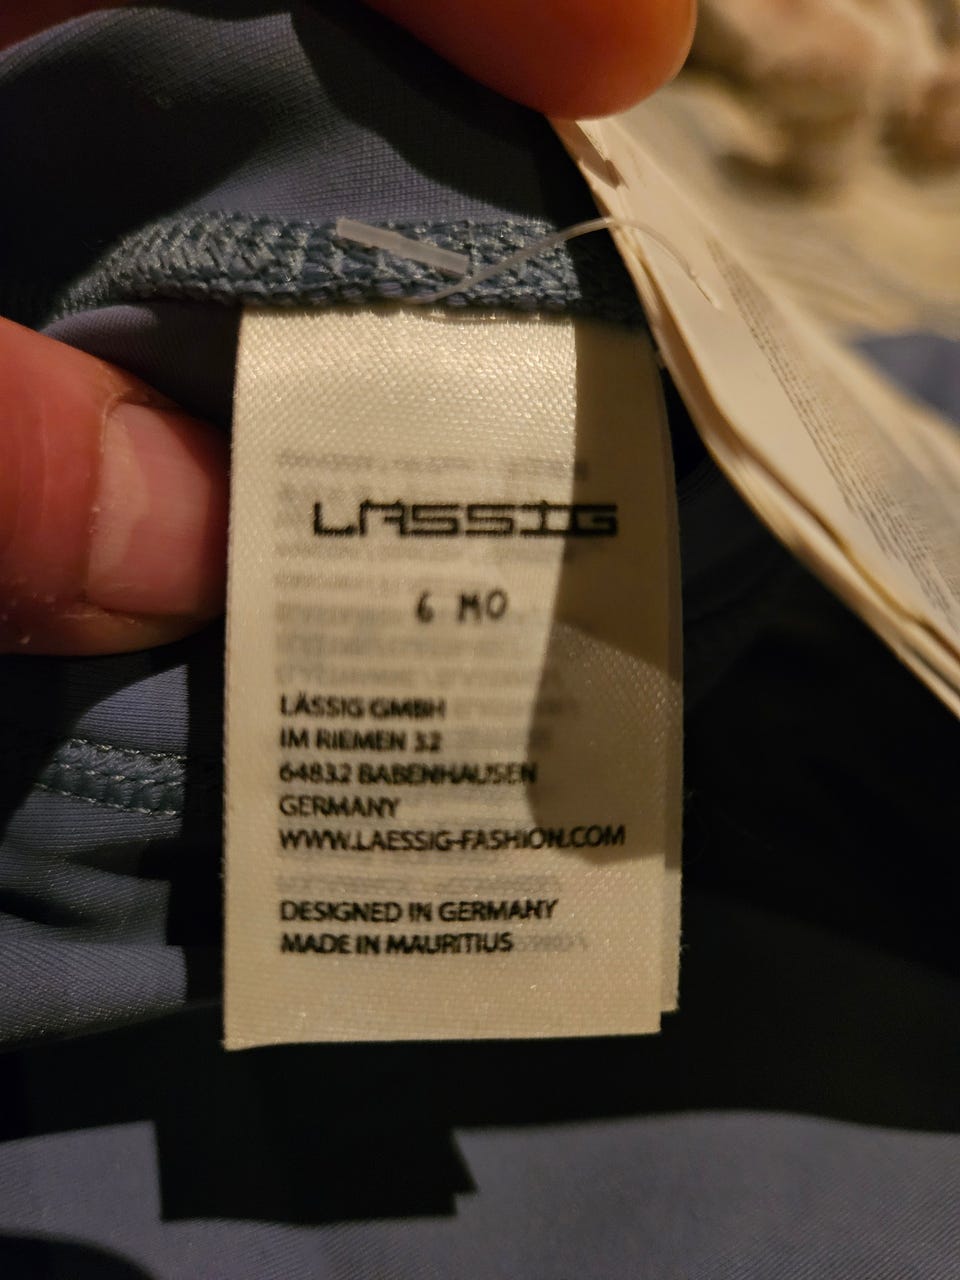 LÄSSIG
6 MO
LÄSSIG GMBH
IM RIEMEN 32
64832 BABENHAUSEN
GERMANY
WWW.LAESSIG-FASHION.COM
DESIGNED IN GERMANY
MADE IN MAURITIUS